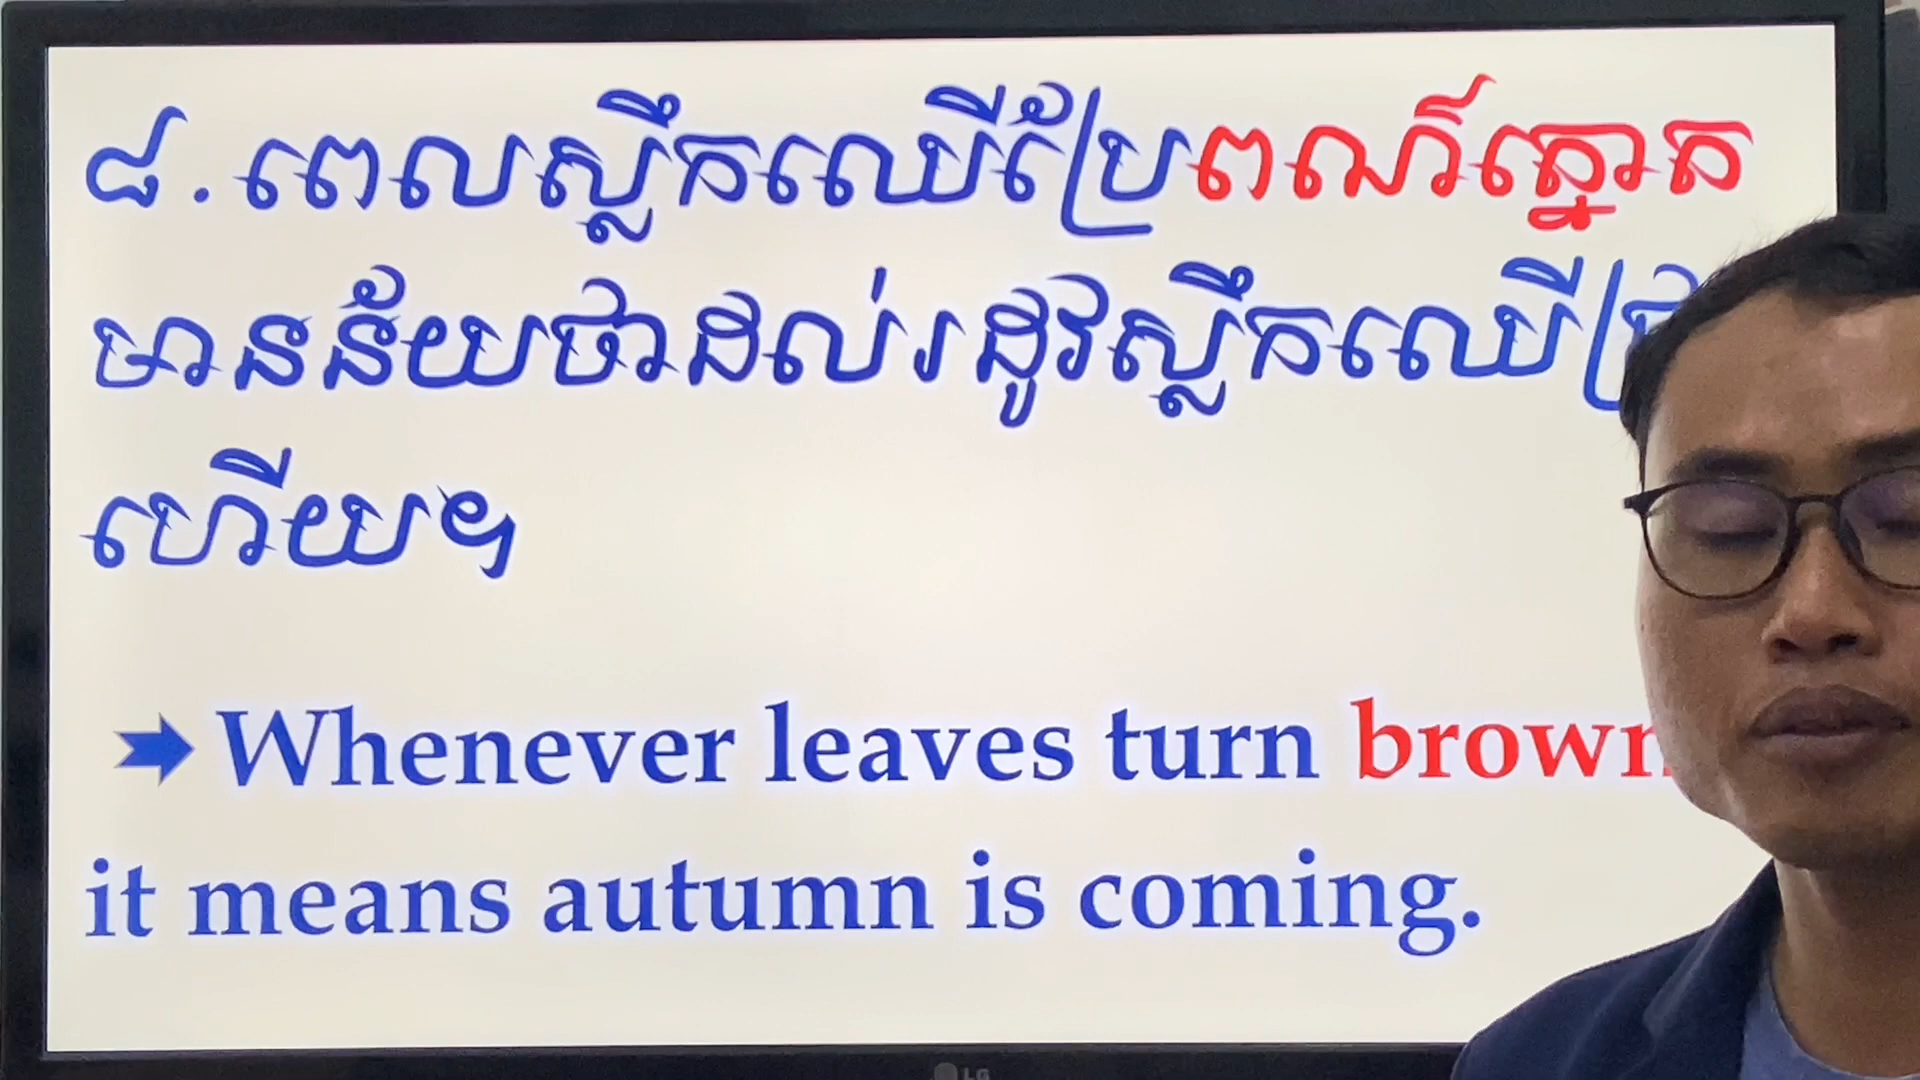 ៨. ពេលស្លឹកឈើប្រែពណ៌ត្នោត
មានន័យថាដល់រដូវស្លឹកឈើ
ហើយ។
Whenever leaves turn brown
it means autumn is coming.
LG